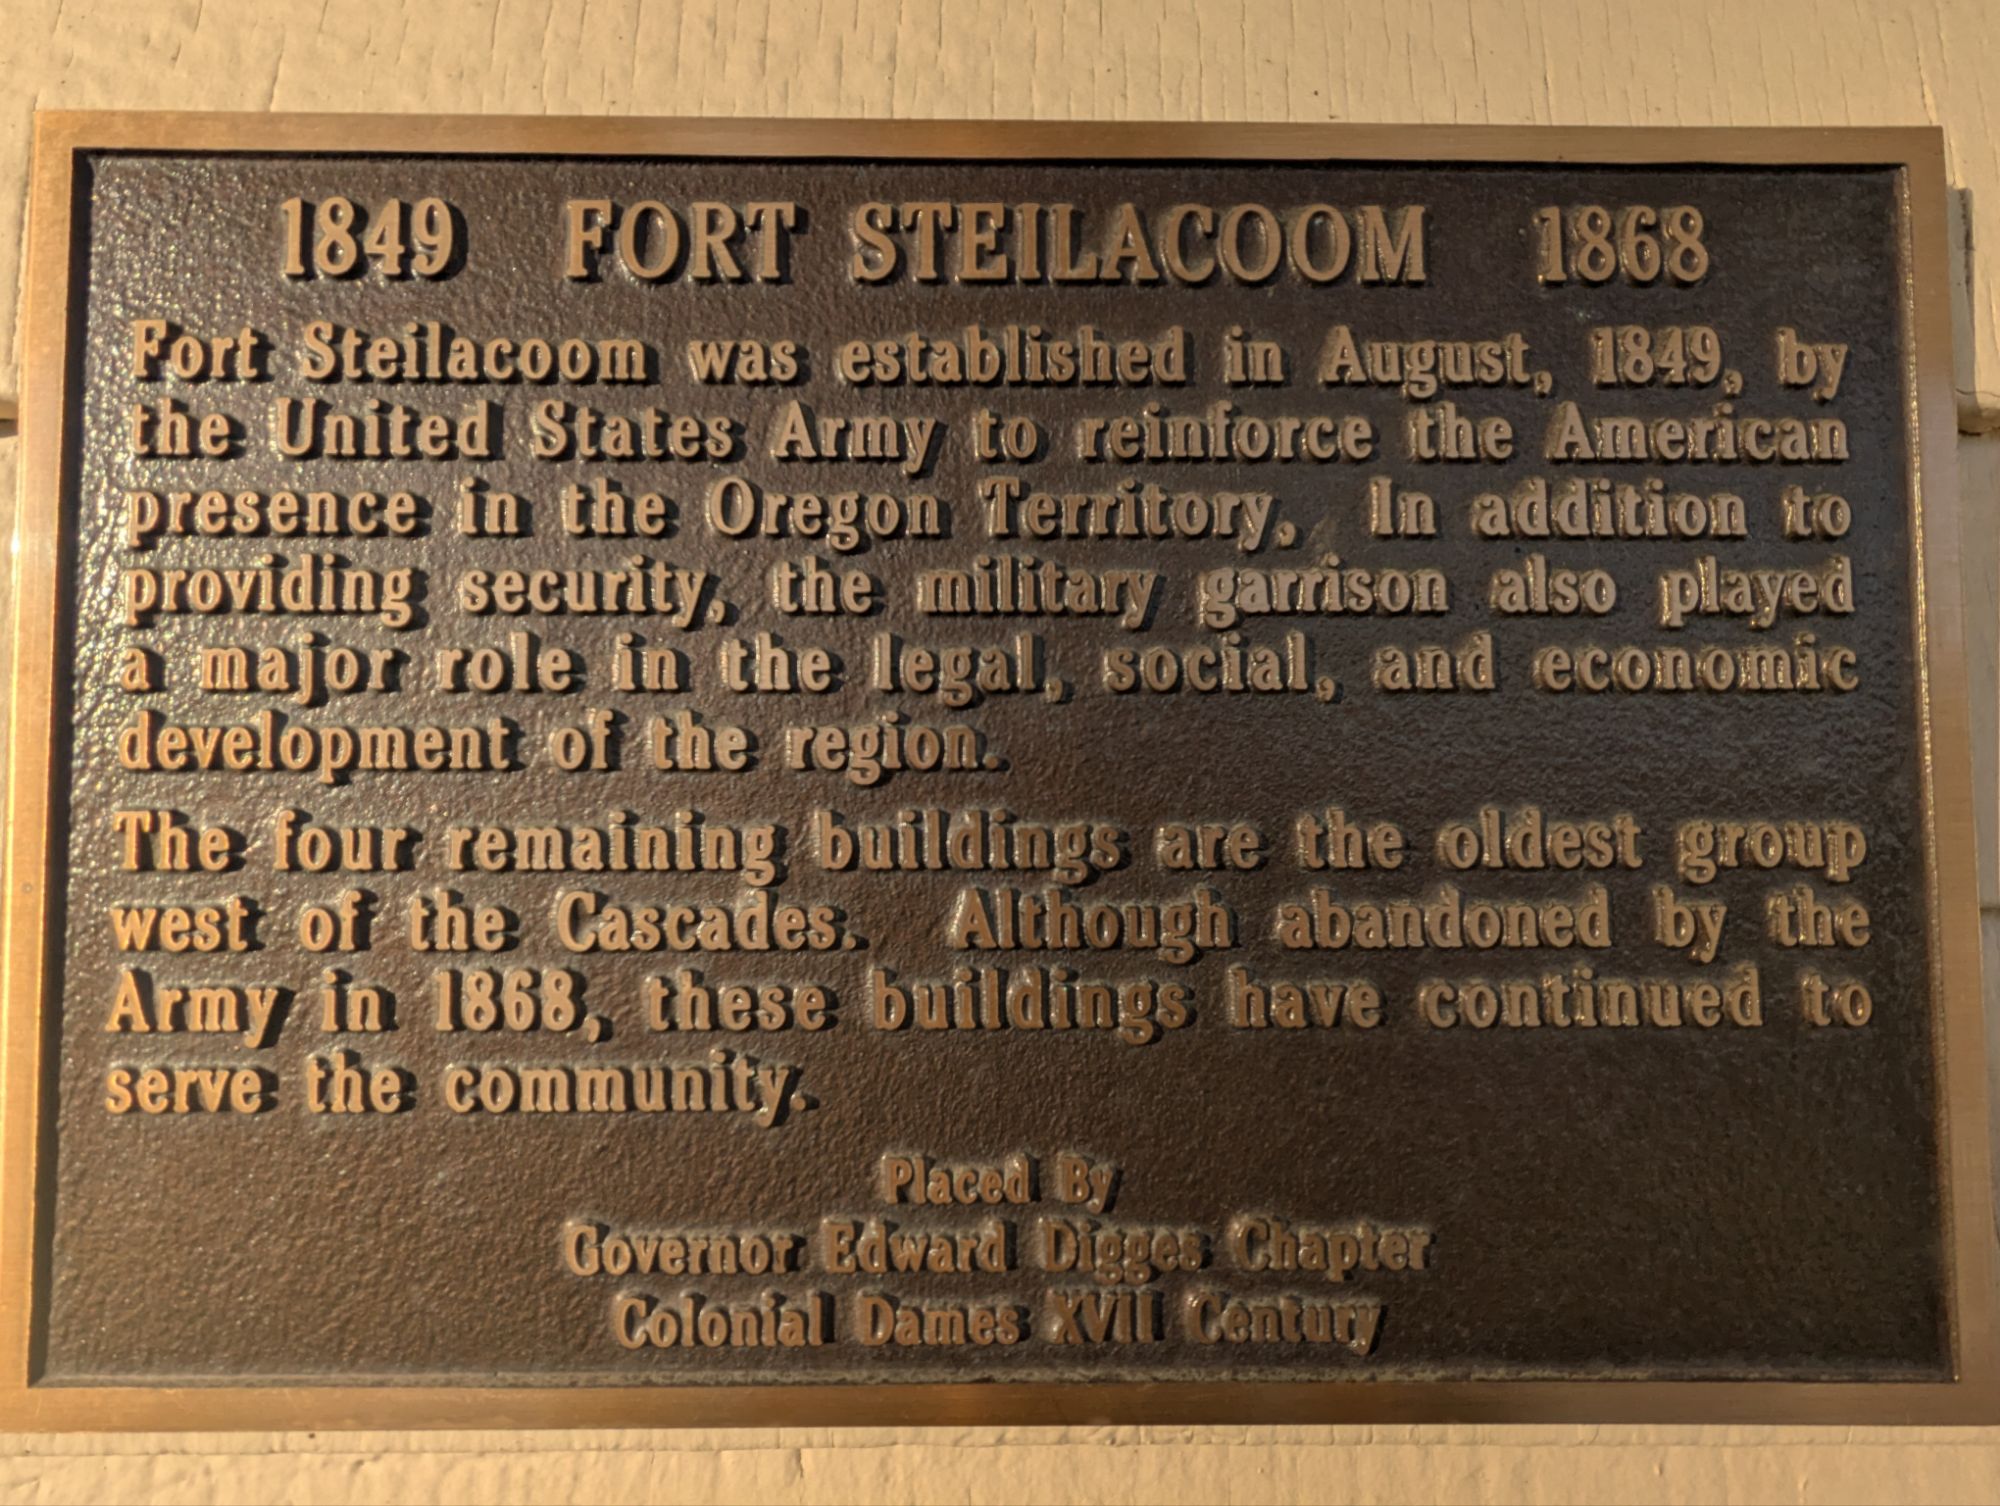 1849 FORT STEILACOOM 1868
Fort Steilacoom was established in August, 1849, by
the United States Army to reinforce the American
presence in the Oregon Territory, In addition to
providing security, the military garrison also played
a major role in the legal, social, and economic
development of the region.
The four remaining buildings are the oldest group
west of the Cascades. Although abandoned by the
Army in 1868, these buildings have continued to
serve the community.
Placed By
Governor Edward Digges Chapter
Colonial Dames XVII Century